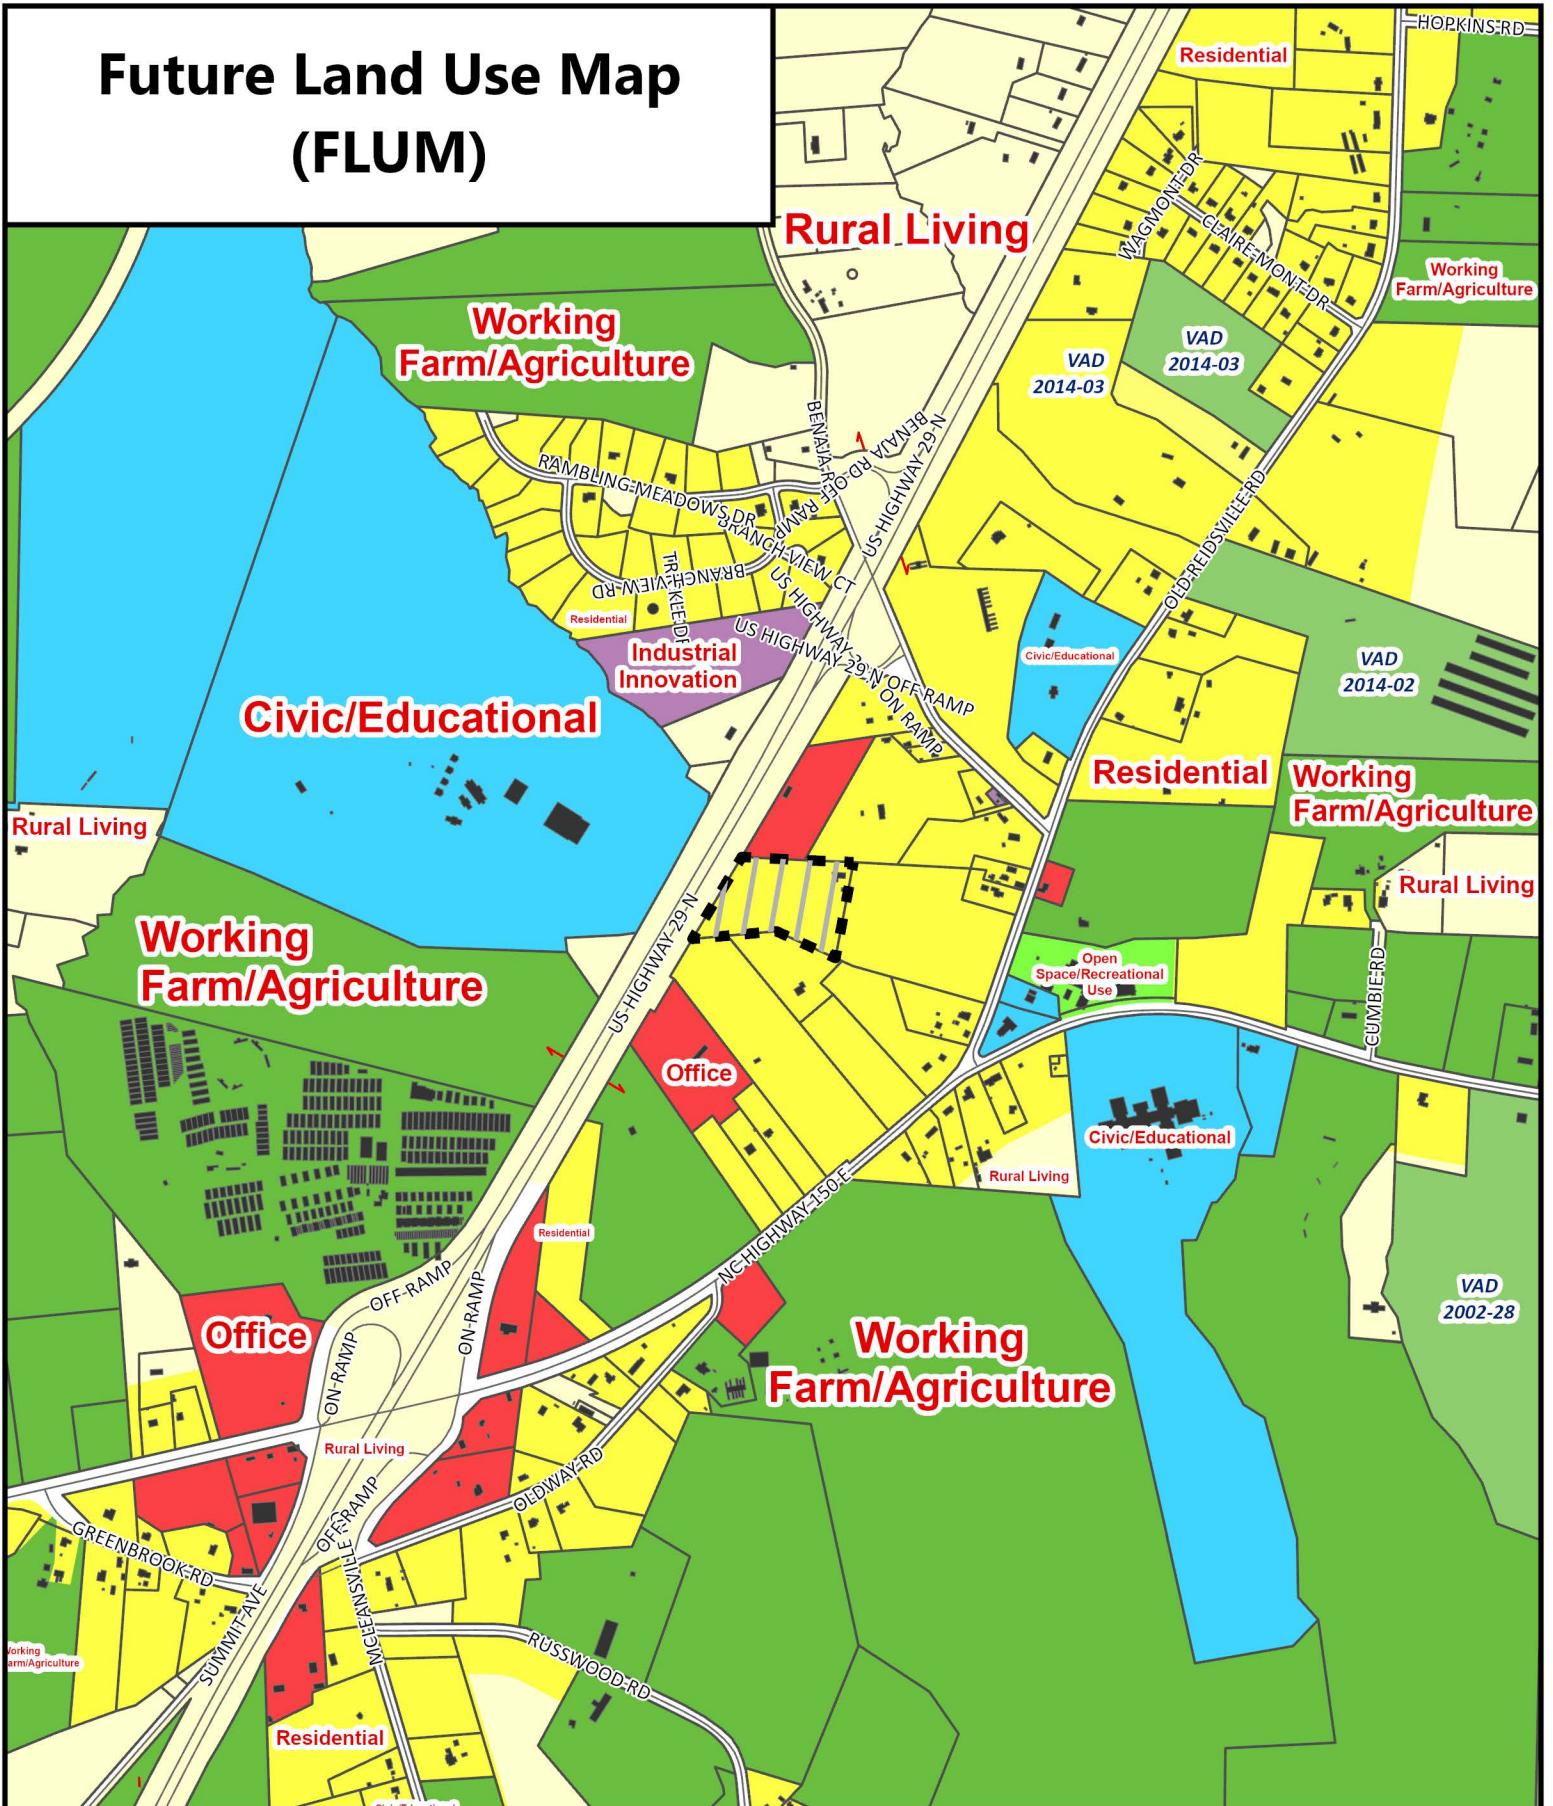 Future Land Use Map
(FLUM)
HOPKINS RD
Residential
WAGMONT DR
CLAIRE-MONT-DR
Rural Living
Working
Farm/Agriculture
Working
Farm/Agriculture
VAD
2014-03
VAD
2014-03
BENAJA R
BENAJA RD OFF RAMP
US-HIGHWAY-29-N
RAMBLING-MEADOWS DR
BRANCH-VIEW CT
BRANCH-VIEW RD
OLD-REIDSVILLE-RD
Residential
US HIGHWAY 29 N ON RAMP
US HIGHWAY 29 N OFF RAMP
Industrial
Innovation
Civic/Educational
VAD
2014-02
Civic/Educational
Residential
Working
Farm/Agriculture
Rural Living
Rural Living
US-HIGHWAY-29-N
Working
Farm/Agriculture
Open
Space/Recreational
Use
CUMBIE-RD
Office
Civic/Educational
Rural Living
NC-HIGHWAY-150-E
Residential
OFF-RAMP
ON-RAMP
VAD
2002-28
Office
ON-RAMP
Working
Farm/Agriculture
Rural Living
OFF-RAMP
OLDWAY-RD
GREENBROOK-RD
MCLEANSVILLE
SUMMIT-AVE
RUSSWOOD-RD
Working
arm/Agriculture
Residential